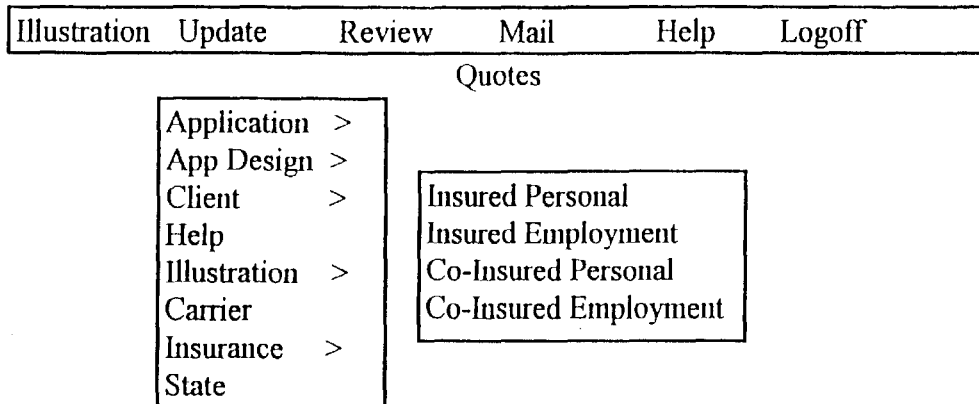 Illustration Update Review Mail Help Logoff
Quotes
Application >
App Design >
Client >
Help
Illustration >
Carrier
Insurance >
State
Insured Personal
Insured Employment
Co-Insured Personal
Co-Insured Employment